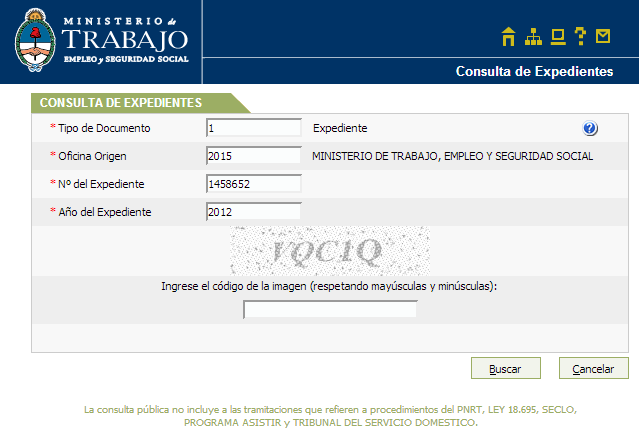 MINISTERIO de
TRABAJO
EMPLEO y SEGURIDAD SOCIAL
Consulta de Expedientes
CONSULTA DE EXPEDIENTES
* Tipo de Documento 1 Expediente ?
* Oficina Origen 2015 MINISTERIO DE TRABAJO, EMPLEO Y SEGURIDAD SOCIAL
* Nº del Expediente 1458652
* Año del Expediente 2012
Ingrese el código de la imagen (respetando mayúsculas y minúsculas):
Buscar Cancelar
La consulta pública no incluye a las tramitaciones que refieren a procedimientos del PNRT, LEY 18.695, SECLO,
PROGRAMA ASISTIR y TRIBUNAL DEL SERVICIO DOMESTICO.